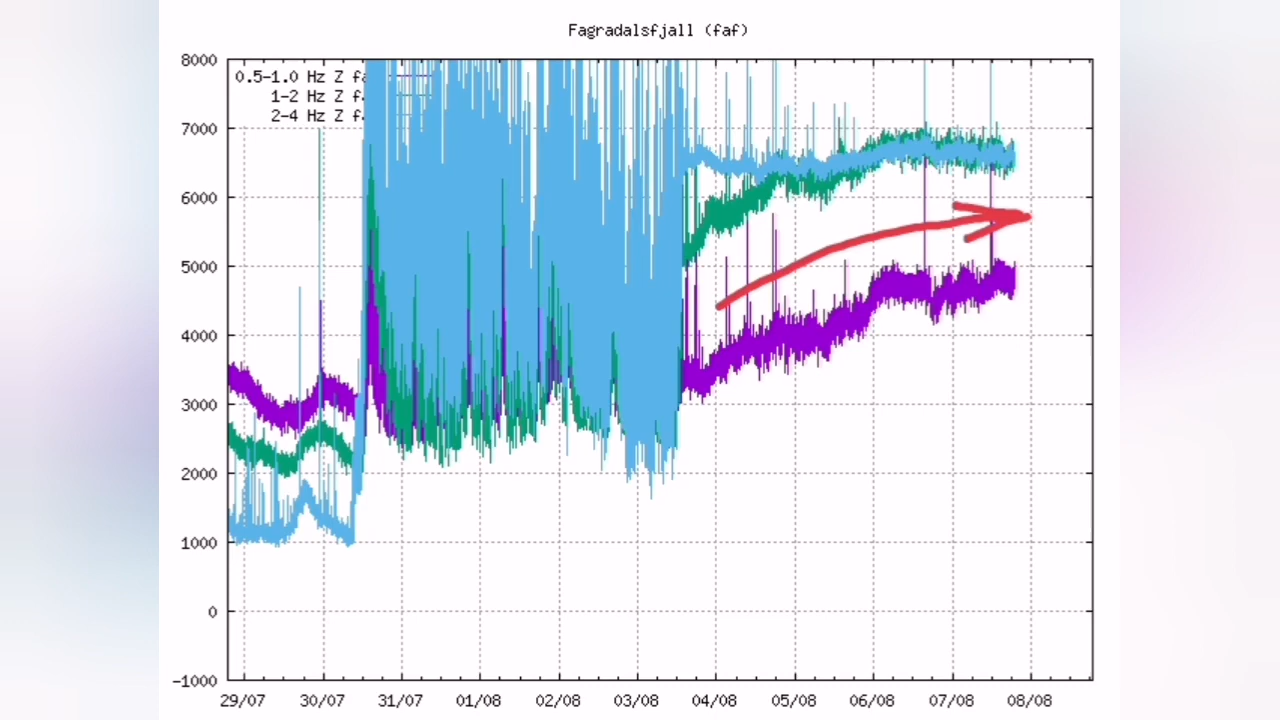 Fagradalsfjall (faf)
8000
0.5-1.0 Hz Z fa
1-2 Hz Z f
2-4 Hz Z f
7000
6000
5000
4000
3000
2000
1000
0
-1000
29/07 30/07 31/07 01/08 02/08 03/08 04/08 05/08 06/08 07/08 08/08